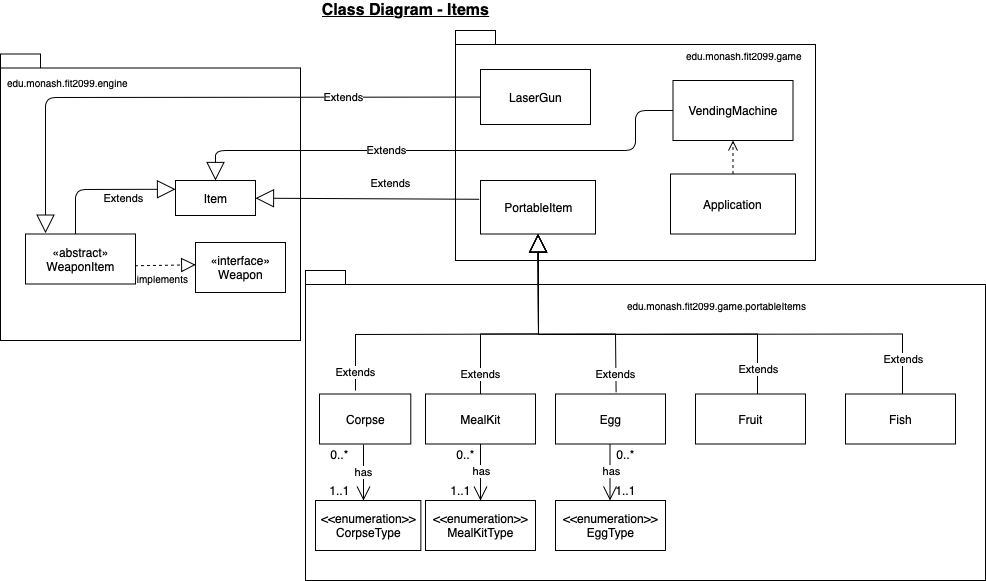 Class Diagram - Items
edu.monash.fit2099.engine
edu.monash.fit2099.game
LaserGun
Extends
VendingMachine
Extends
Extends
Item
Extends
PortableItem
Application
«abstract»
WeaponItem
implements
«interface»
Weapon
edu.monash.fit2099.game.portableItems
Extends
Extends
Extends
Extends
Extends
Corpse
MealKit
Egg
Fruit
Fish
0..*
0..*
0..*
has
has
has
1..1
1..1
1..1
<<enumeration>>
CorpseType
<<enumeration>>
MealKitType
<<enumeration>>
EggType